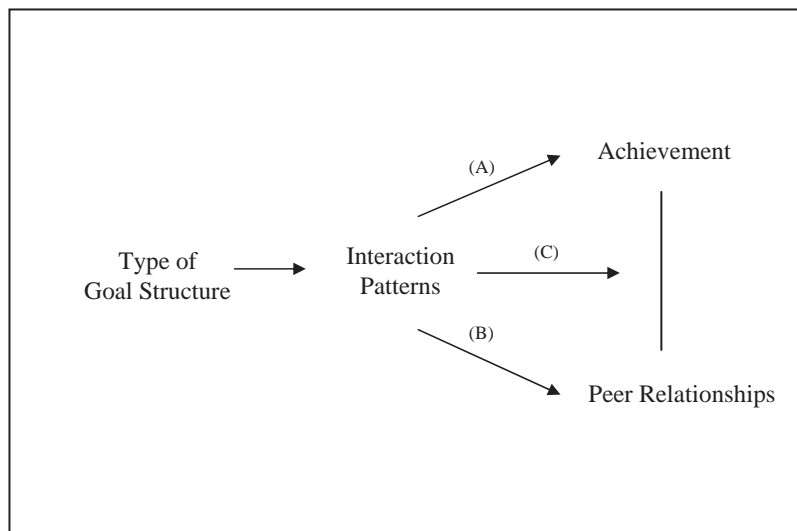 Achievement
(A)
Type of
Goal Structure
Interaction
Patterns
(C)
(B)
Peer Relationships